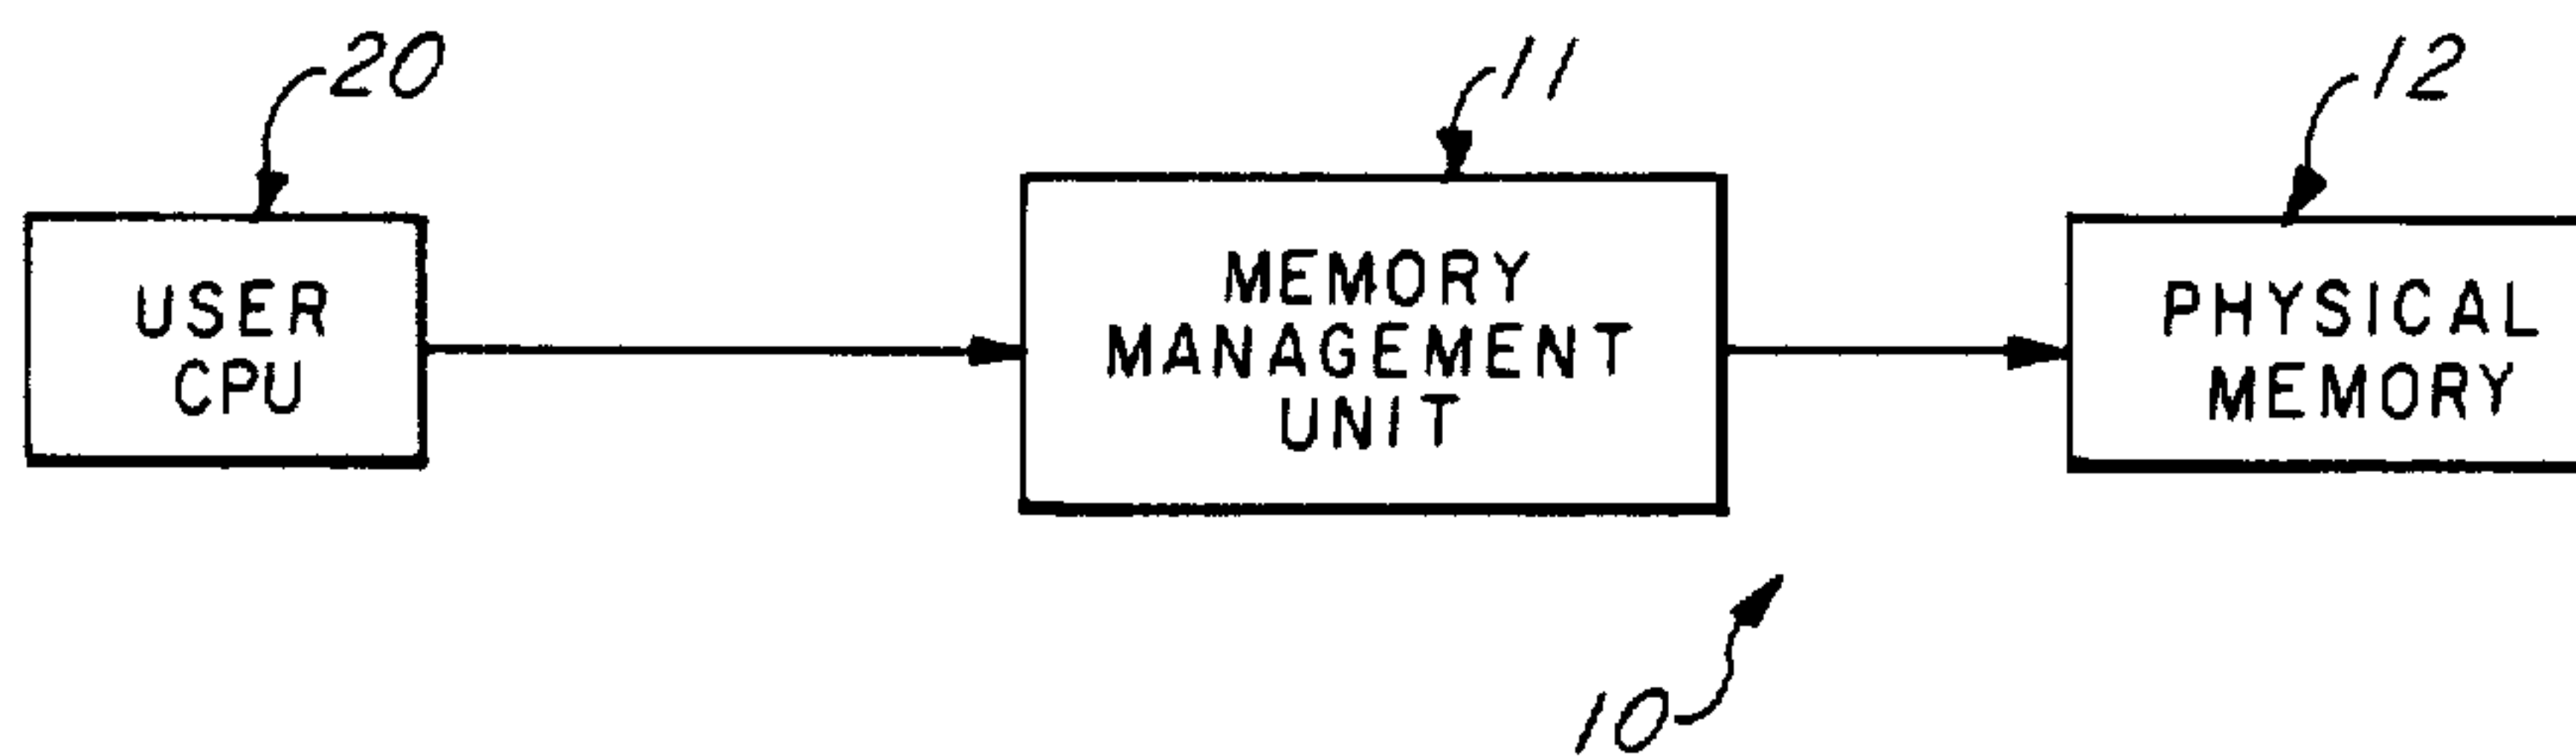 20
11
12
USER
CPU
MEMORY
MANAGEMENT
UNIT
PHYSICAL
MEMORY
10